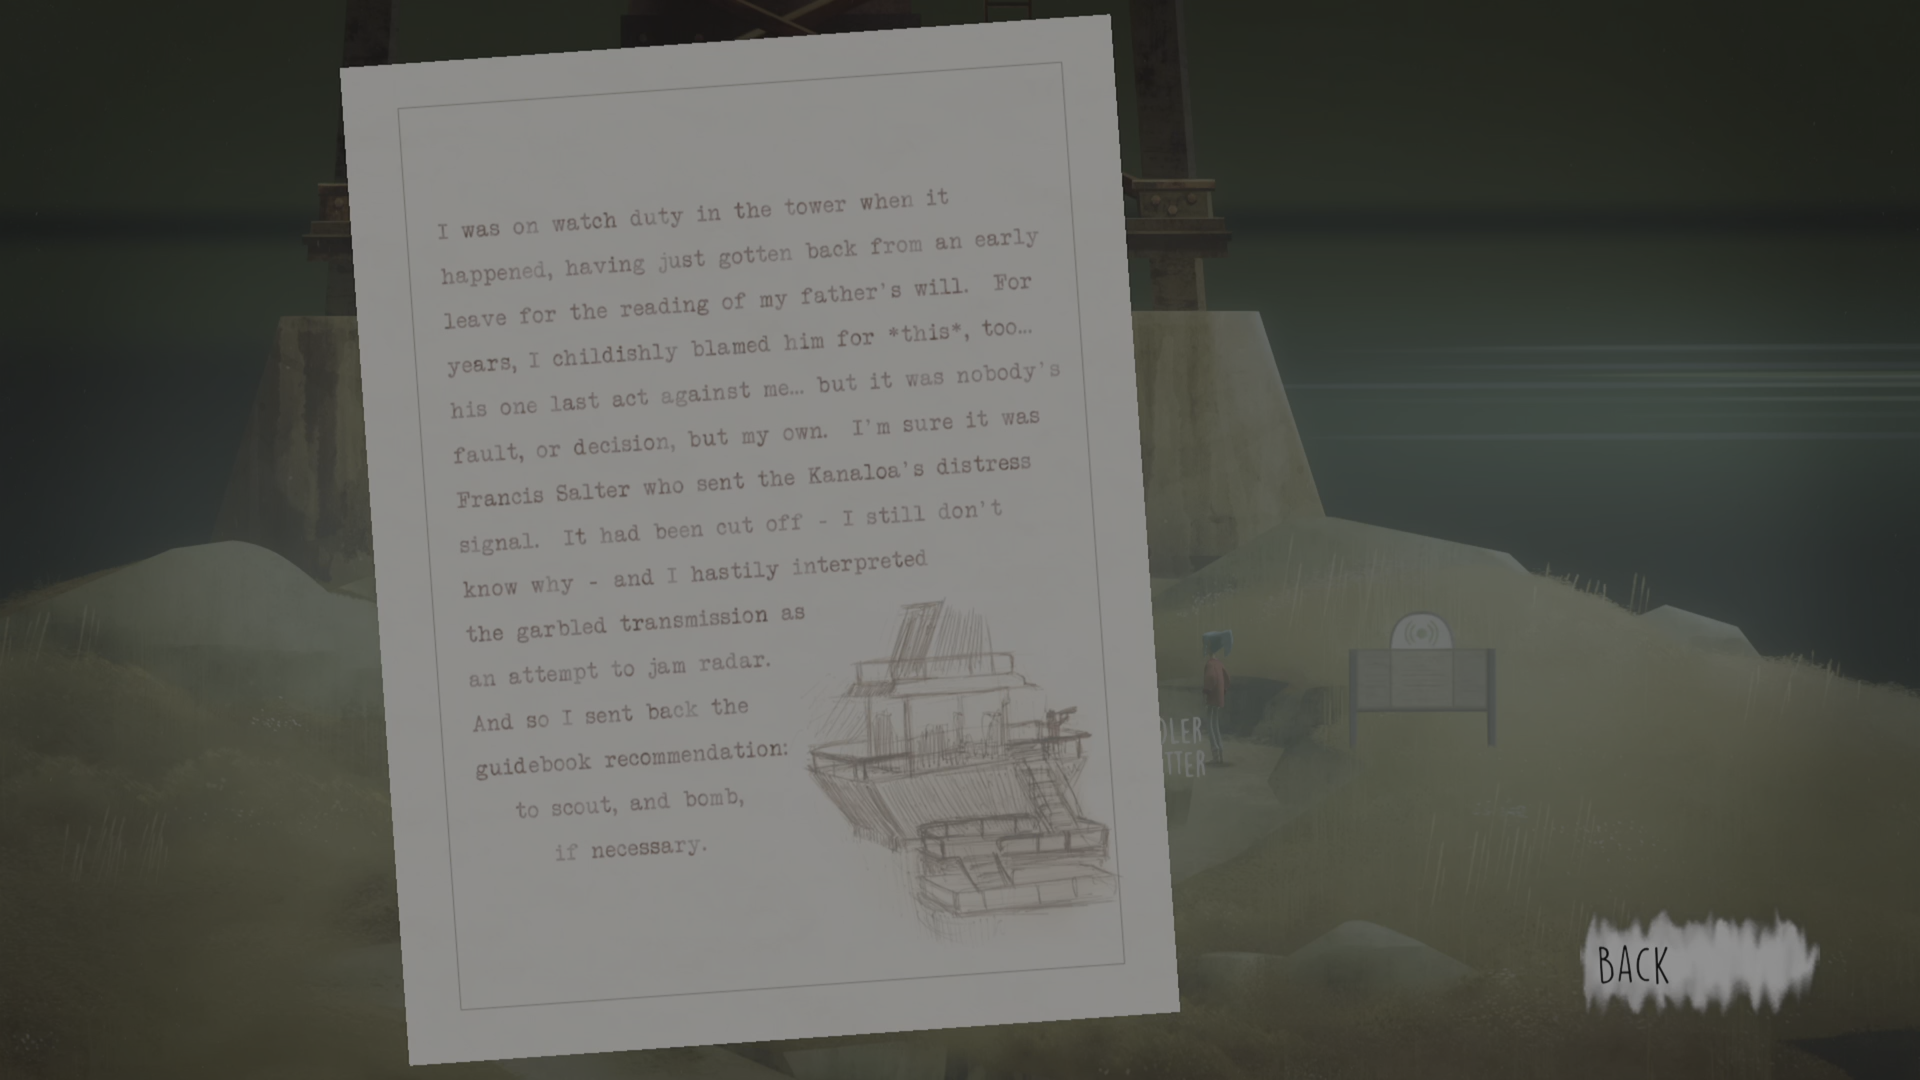 I was on watch duty in the tower when it
happened, having just gotten back from an early
leave for the reading of my father's will.  For
years, I childishly blamed him for *this*, too...
his one last act against me... but it was nobody's
fault, or decision, but my own.  I'm sure it was
Francis Salter who sent the Kanaloa's distress
signal.  It had been cut off - I still don't
know why - and I hastily interpreted
the garbled transmission as
an attempt to jam radar.
And so I sent back the
guidebook recommendation:
to scout, and bomb,
if necessary.
DLER
TTER
BACK